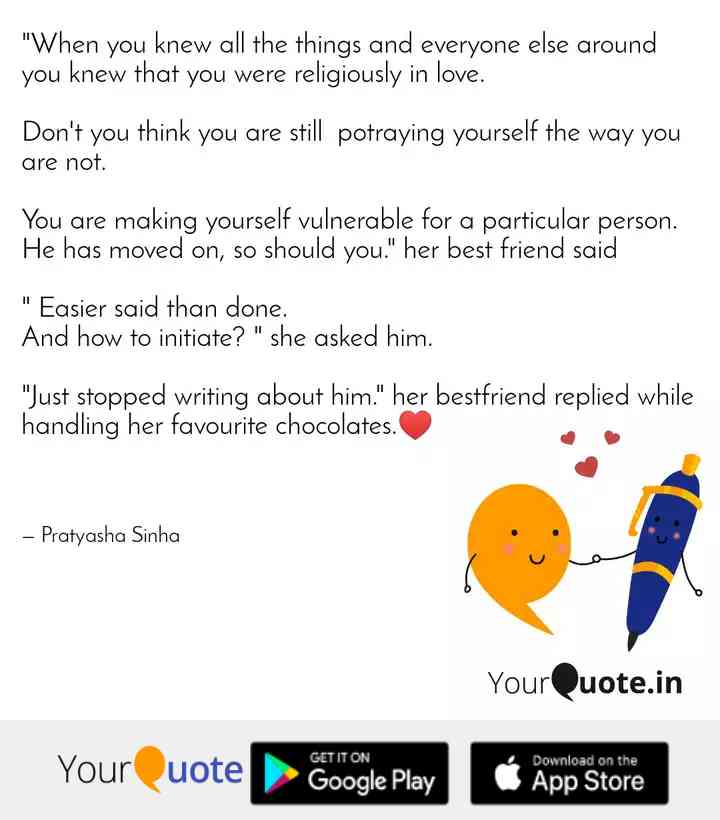 "When you knew all the things and everyone else around
you knew that you were religiously in love.
Don't you think you are still potraying yourself the way you
are not.
You are making yourself vulnerable for a particular person.
He has moved on, so should you." her best friend said
" Easier said than done.
And how to initiate? " she asked him.
"Just stopped writing about him." her bestfriend replied while
handling her favourite chocolates.❤️
– Pratyasha Sinha
YourQuote.in
YourQuote
GET IT ON
Google Play
Download on the
App Store